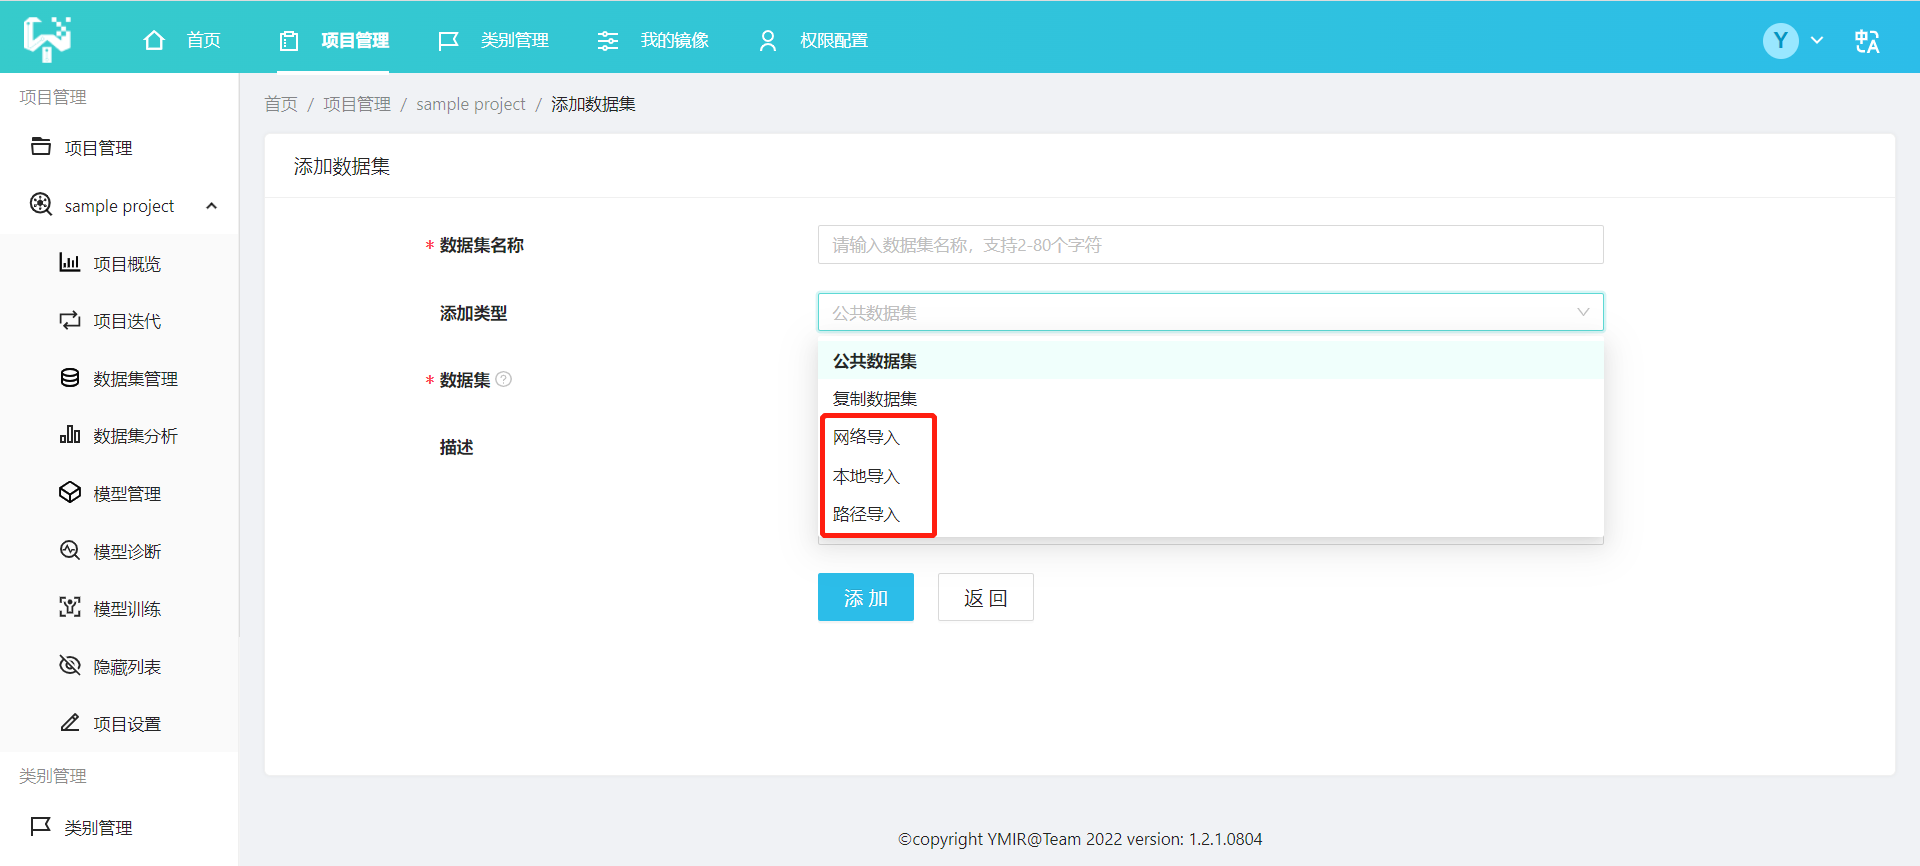 首页
项目管理
类别管理
我的镜像
权限配置
Y
中A
项目管理
项目管理
sample project
项目概览
项目迭代
数据集管理
数据集分析
模型管理
模型诊断
模型训练
隐藏列表
项目设置
类别管理
类别管理
首页 / 项目管理 / sample project / 添加数据集
添加数据集
* 数据集名称
请输入数据集名称，支持2-80个字符
添加类型
公共数据集
公共数据集
复制数据集
网络导入
本地导入
路径导入
* 数据集 ?
描述
添 加
返 回
©copyright YMIR@Team 2022 version: 1.2.1.0804